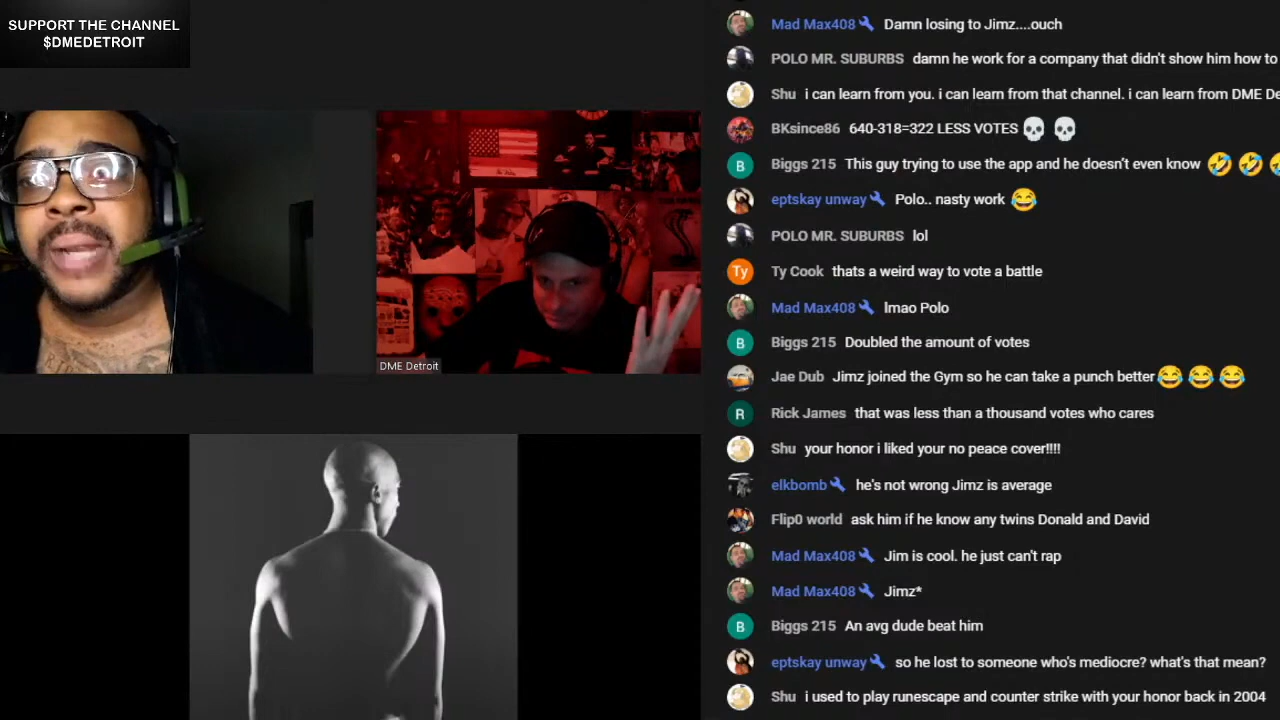 SUPPORT THE CHANNEL
$DMEDETROIT
DME Detroit
Mad Max408 Damn losing to Jimz....ouch
POLO MR. SUBURBS damn he work for a company that didn't show him how to
Shu i can learn from you. i can learn from that channel. i can learn from DME De
BKsince86 640-318=322 LESS VOTES 💀 💀
B Biggs 215 This guy trying to use the app and he doesn't even know 🤣 🤣 🤣
eptskay unway Polo.. nasty work 😂
POLO MR. SUBURBS lol
Ty Ty Cook thats a weird way to vote a battle
Mad Max408 lmao Polo
B Biggs 215 Doubled the amount of votes
Jae Dub Jimz joined the Gym so he can take a punch better 😂 😂 😂
R Rick James that was less than a thousand votes who cares
Shu your honor i liked your no peace cover!!!!
elkbomb he's not wrong Jimz is average
Flip0 world ask him if he know any twins Donald and David
Mad Max408 Jim is cool. he just can't rap
Mad Max408 Jimz*
B Biggs 215 An avg dude beat him
eptskay unway so he lost to someone who's mediocre? what's that mean?
Shu i used to play runescape and counter strike with your honor back in 2004